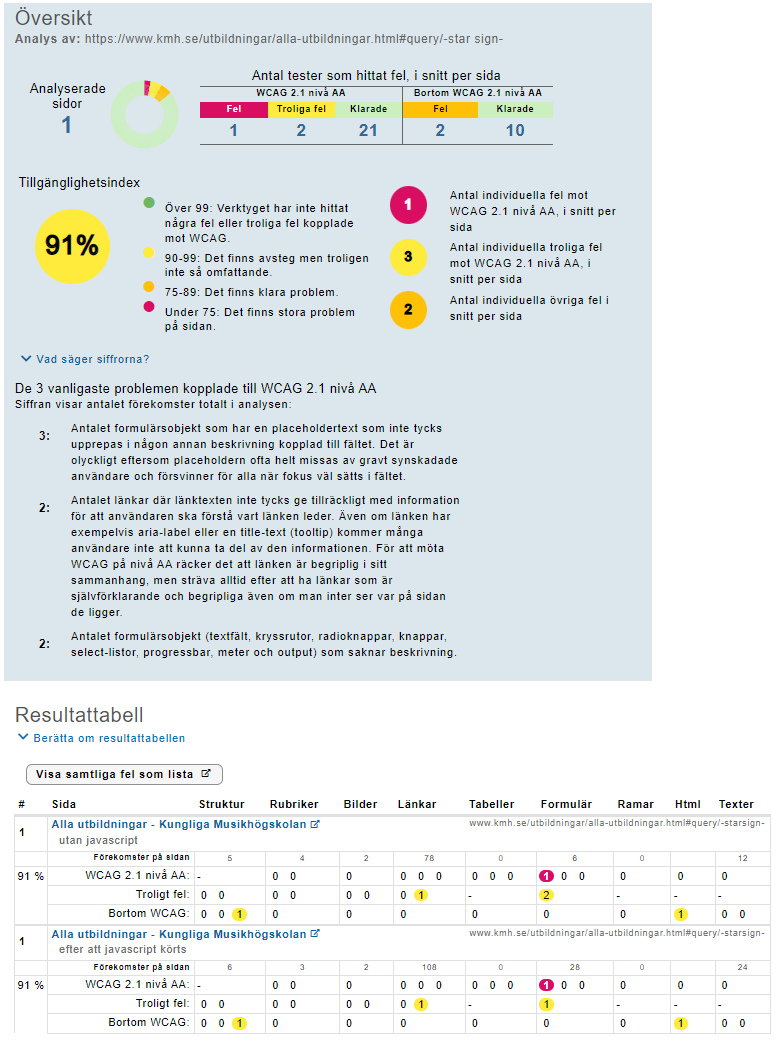 Översikt
Analys av: https://www.kmh.se/utbildningar/alla-utbildningar.html#query/-star sign-
Analyserade
sidor
1
Antal tester som hittat fel, i snitt per sida
WCAG 2.1 nivå AA Bortom WCAG 2.1 nivå AA
Fel Troliga fel Klarade Fel Klarade
1 2 21 2 10
Tillgänglighetsindex
91%
Över 99: Verktyget har inte hittat
några fel eller troliga fel kopplade
mot WCAG.
90-99: Det finns avsteg men troligen
inte så omfattande.
75-89: Det finns klara problem.
Under 75: Det finns stora problem
på sidan.
1
Antal individuella fel mot
WCAG 2.1 nivå AA, i snitt per
sida
3
Antal individuella troliga fel
mot WCAG 2.1 nivå AA, i
snitt per sida
2
Antal individuella övriga fel i
snitt per sida
Vad säger siffrorna?
De 3 vanligaste problemen kopplade till WCAG 2.1 nivå AA
Siffran visar antalet förekomster totalt i analysen:
3: Antalet formulärsobjekt som har en placeholdertext som inte tycks
upprepas i någon annan beskrivning kopplad till fältet. Det är
olyckligt eftersom placeholdern ofta helt missas av gravt synskadade
användare och försvinner för alla när fokus väl sätts i fältet.
2: Antalet länkar där länktexten inte tycks ge tillräckligt med information
för att användaren ska förstå vart länken leder. Även om länken har
exempelvis aria-label eller en title-text (tooltip) kommer många
användare inte att kunna ta del av den informationen. För att möta
WCAG på nivå AA räcker det att länken är begriplig i sitt
sammanhang, men sträva alltid efter att ha länkar som är
självförklarande och begripliga även om man inter ser var på sidan
de ligger.
2: Antalet formulärsobjekt (textfält, kryssrutor, radioknappar, knappar,
select-listor, progressbar, meter och output) som saknar beskrivning.
Resultattabell
Berätta om resultattabellen
Visa samtliga fel som lista
# Sida Struktur Rubriker Bilder Länkar Tabeller Formulär Ramar Html Texter
1 Alla utbildningar - Kungliga Musikhögskolan www.kmh.se/utbildningar/alla-utbildningar.html#query/-starsign-
utan javascript
Förekomster på sidan 5 4 2 78 0 6 0 12
91 % WCAG 2.1 nivå AA: - 0 0 0 0 0 0 0 0 0 1 0 0 0 0 0
Troligt fel: 0 0 0 0 0 0 0 1 - 2 - - -
Bortom WCAG: 0 0 1 0 0 0 0 0 0 1 0 0
1 Alla utbildningar - Kungliga Musikhögskolan www.kmh.se/utbildningar/alla-utbildningar.html#query/-starsign-
efter att javascript körts
Förekomster på sidan 6 3 2 108 0 28 0 24
91 % WCAG 2.1 nivå AA: - 0 0 0 0 0 0 0 0 0 1 0 0 0 0 0
Troligt fel: 0 0 0 0 0 0 0 1 - 1 - - -
Bortom WCAG: 0 0 1 0 0 0 0 0 0 1 0 0